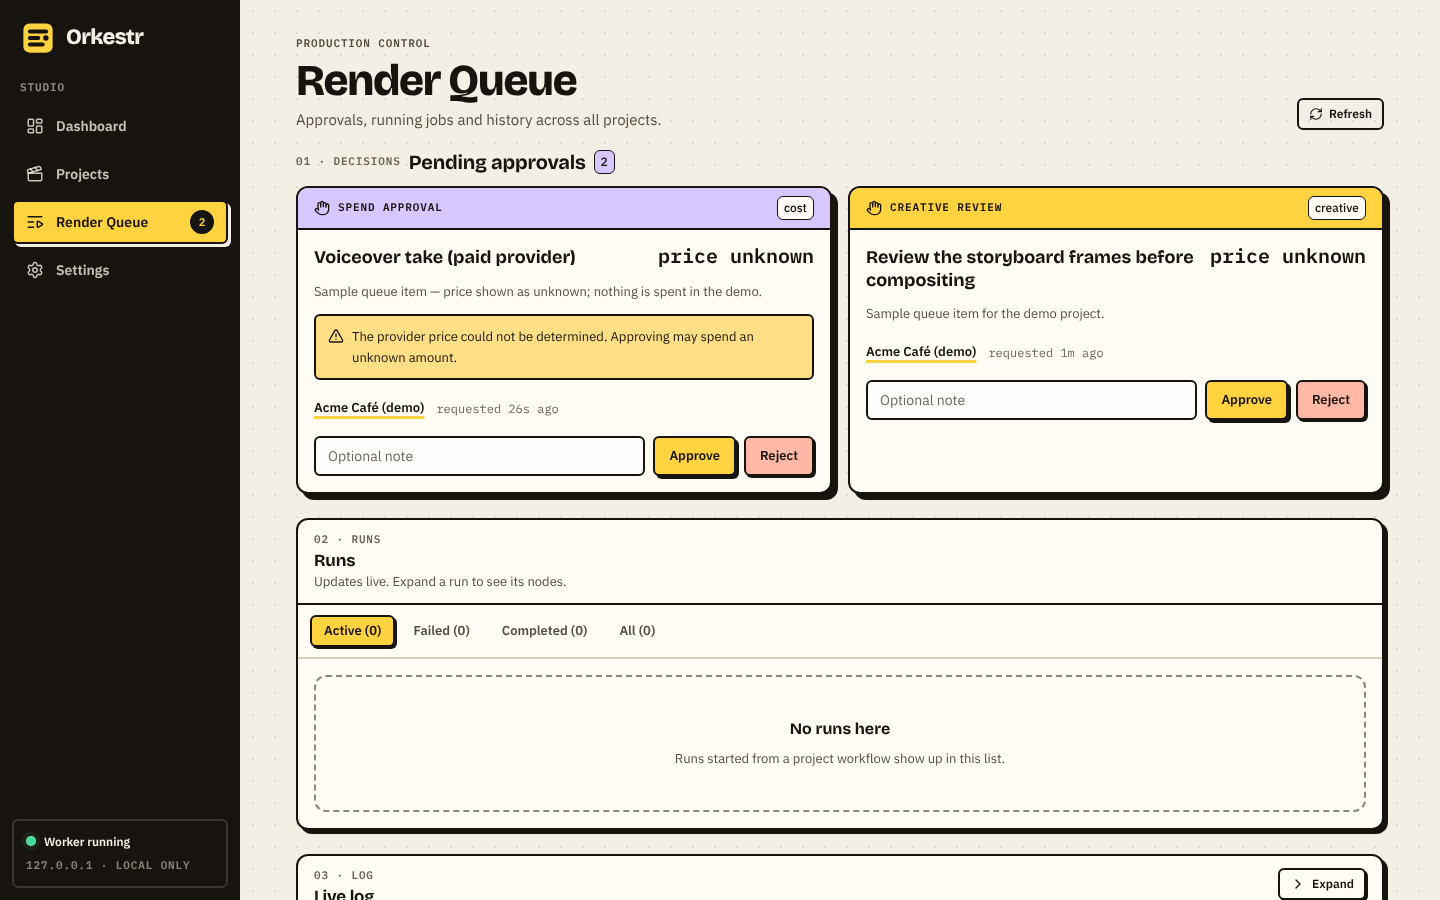 Orkestr
STUDIO
Dashboard
Projects
Render Queue 2
Settings
Worker running
127.0.0.1 · LOCAL ONLY
PRODUCTION CONTROL
Render Queue
Approvals, running jobs and history across all projects.
Refresh
01 · DECISIONS Pending approvals 2
SPEND APPROVAL cost
Voiceover take (paid provider) price unknown
Sample queue item — price shown as unknown; nothing is spent in the demo.
The provider price could not be determined. Approving may spend an
unknown amount.
Acme Café (demo) requested 26s ago
Optional note Approve Reject
CREATIVE REVIEW creative
Review the storyboard frames before price unknown
compositing
Sample queue item for the demo project.
Acme Café (demo) requested 1m ago
Optional note Approve Reject
02 · RUNS
Runs
Updates live. Expand a run to see its nodes.
Active (0) Failed (0) Completed (0) All (0)
No runs here
Runs started from a project workflow show up in this list.
03 · LOG
Live log
Expand